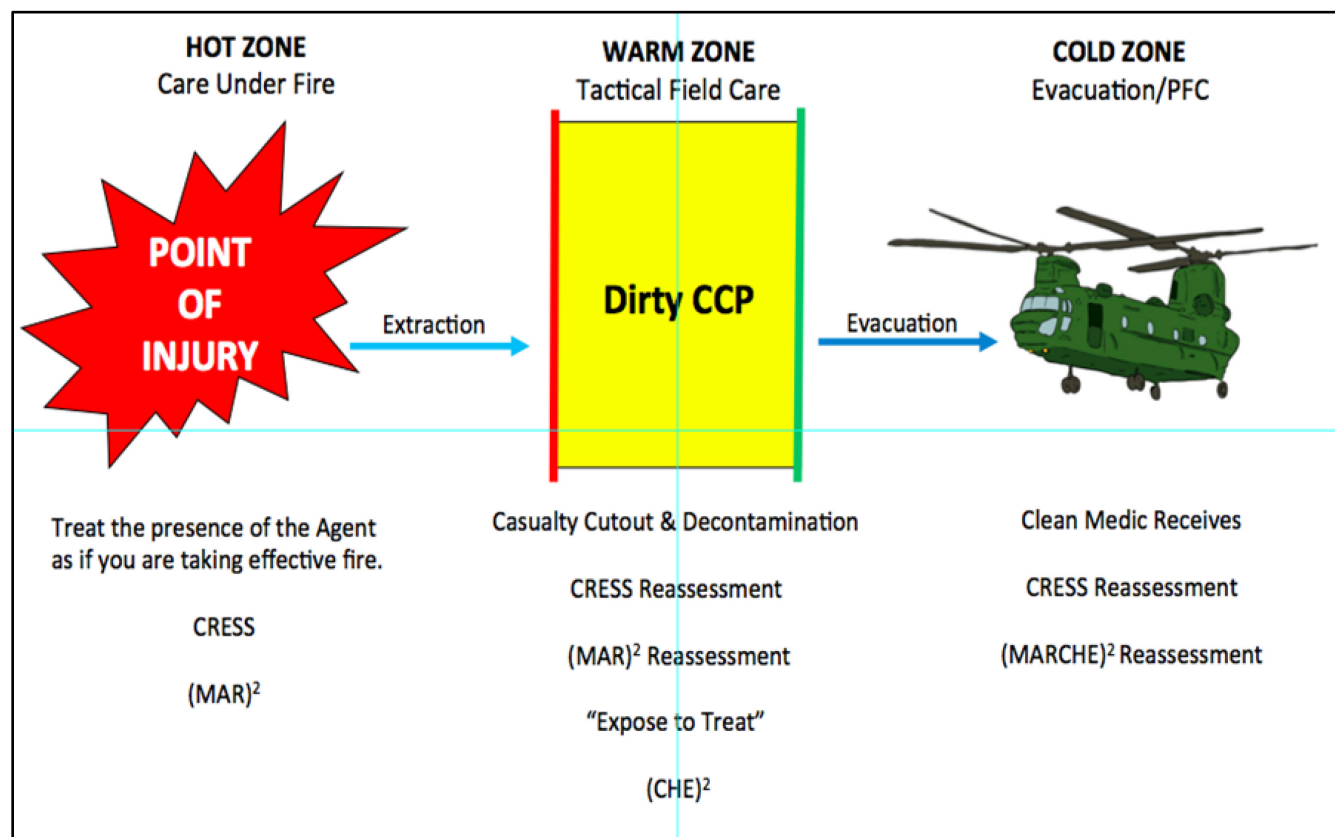 HOT ZONE
Care Under Fire
WARM ZONE
Tactical Field Care
COLD ZONE
Evacuation/PFC
POINT
OF
INJURY
Extraction
Dirty CCP
Evacuation
Treat the presence of the Agent
as if you are taking effective fire.
CRESS
(MAR)²
Casualty Cutout & Decontamination
CRESS Reassessment
(MAR)² Reassessment
“Expose to Treat”
(CHE)²
Clean Medic Receives
CRESS Reassessment
(MARCHE)² Reassessment